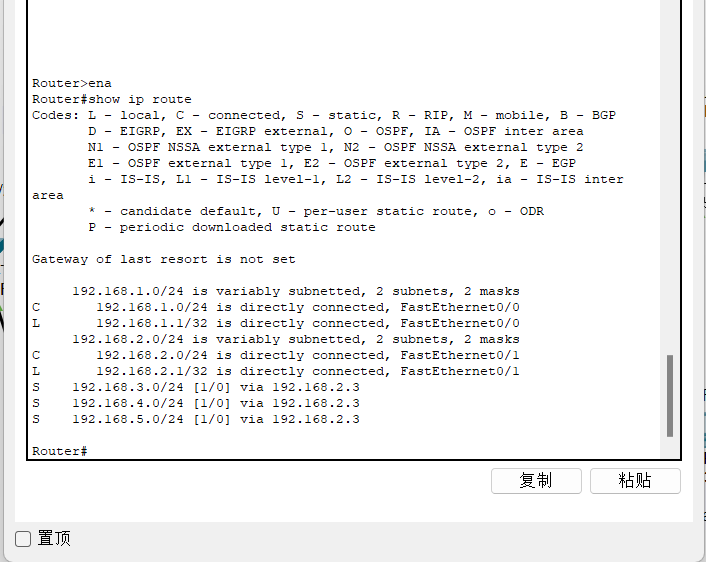 Router>ena
Router#show ip route
Codes: L - local, C - connected, S - static, R - RIP, M - mobile, B - BGP
       D - EIGRP, EX - EIGRP external, O - OSPF, IA - OSPF inter area
       N1 - OSPF NSSA external type 1, N2 - OSPF NSSA external type 2
       E1 - OSPF external type 1, E2 - OSPF external type 2, E - EGP
       i - IS-IS, L1 - IS-IS level-1, L2 - IS-IS level-2, ia - IS-IS inter
area
       * - candidate default, U - per-user static route, o - ODR
       P - periodic downloaded static route
Gateway of last resort is not set
     192.168.1.0/24 is variably subnetted, 2 subnets, 2 masks
C       192.168.1.0/24 is directly connected, FastEthernet0/0
L       192.168.1.1/32 is directly connected, FastEthernet0/0
     192.168.2.0/24 is variably subnetted, 2 subnets, 2 masks
C       192.168.2.0/24 is directly connected, FastEthernet0/1
L       192.168.2.1/32 is directly connected, FastEthernet0/1
S    192.168.3.0/24 [1/0] via 192.168.2.3
S    192.168.4.0/24 [1/0] via 192.168.2.3
S    192.168.5.0/24 [1/0] via 192.168.2.3
Router#
复制 粘贴
置顶